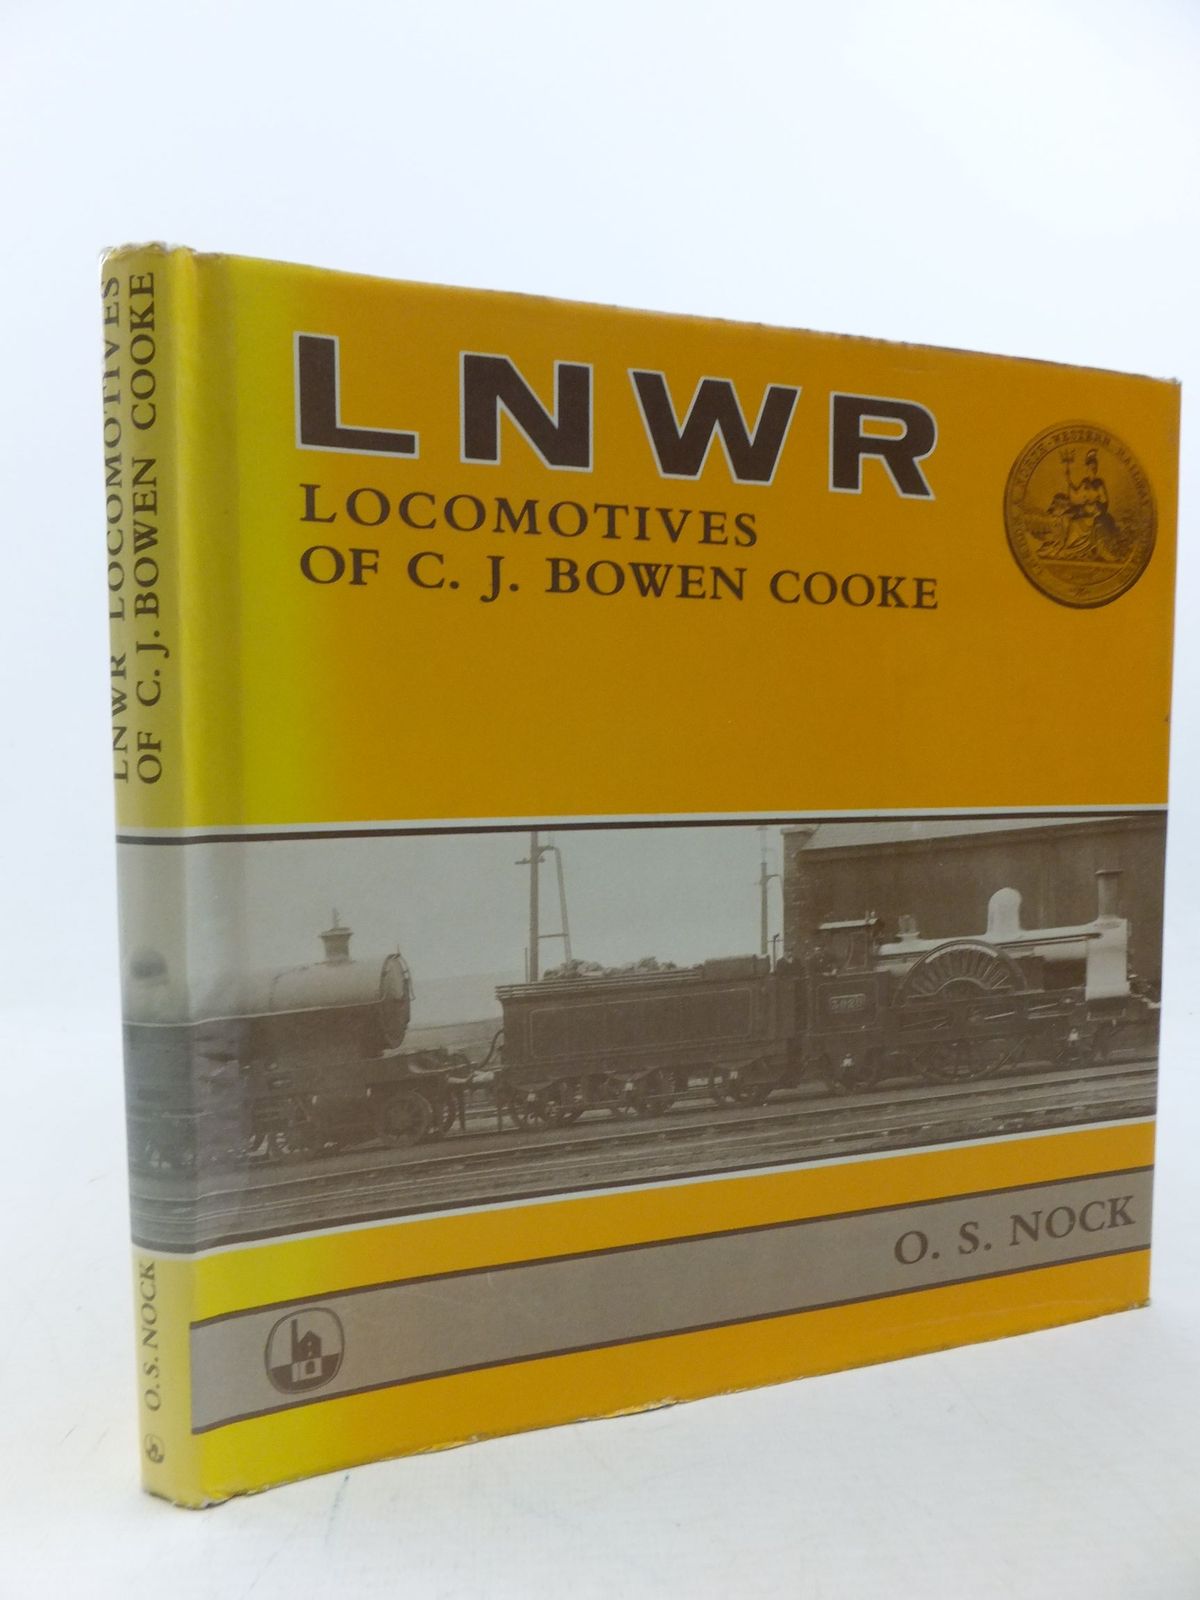 LNWR LOCOMOTIVES
OF C. J. BOWEN COOKE
O. S. NOCK
LNWR
LOCOMOTIVES
OF C. J. BOWEN COOKE
O. S. NOCK